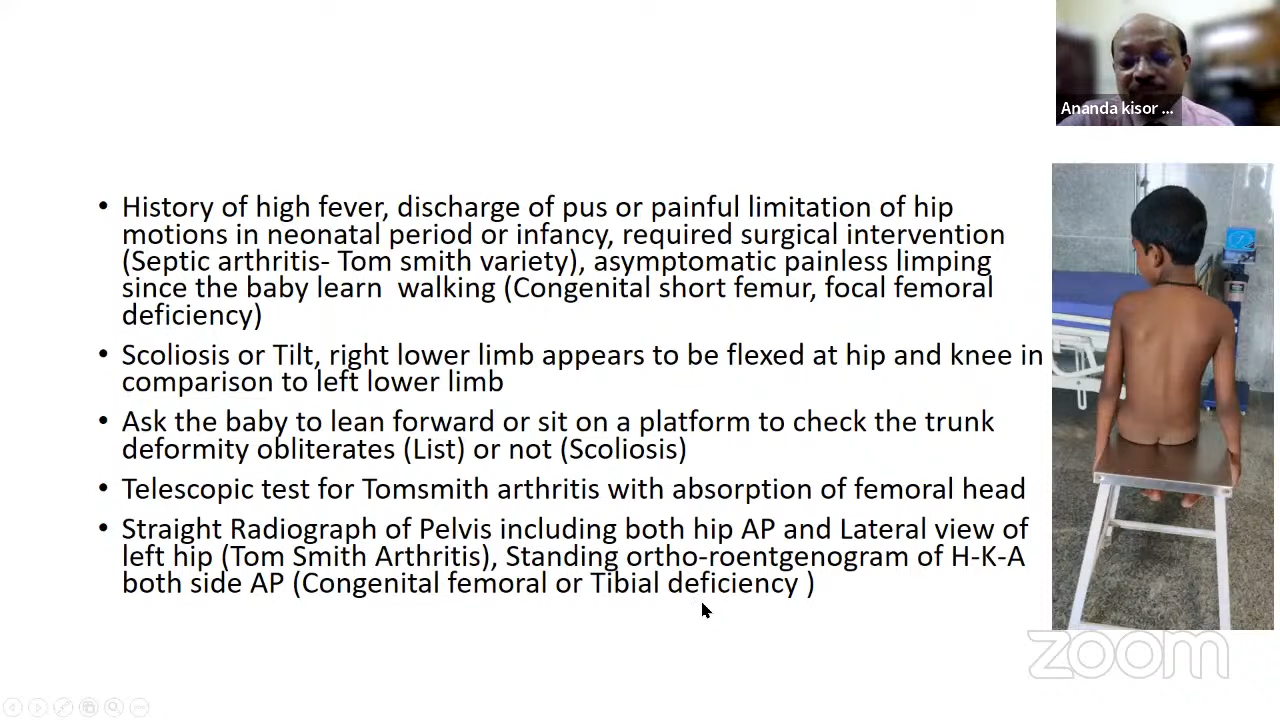 Ananda kisor ...
• History of high fever, discharge of pus or painful limitation of hip
motions in neonatal period or infancy, required surgical intervention
(Septic arthritis- Tom smith variety), asymptomatic painless limping
since the baby learn  walking (Congenital short femur, focal femoral
deficiency)
• Scoliosis or Tilt, right lower limb appears to be flexed at hip and knee in
comparison to left lower limb
• Ask the baby to lean forward or sit on a platform to check the trunk
deformity obliterates (List) or not (Scoliosis)
• Telescopic test for Tomsmith arthritis with absorption of femoral head
• Straight Radiograph of Pelvis including both hip AP and Lateral view of
left hip (Tom Smith Arthritis), Standing ortho-roentgenogram of H-K-A
both side AP (Congenital femoral or Tibial deficiency )
zoom